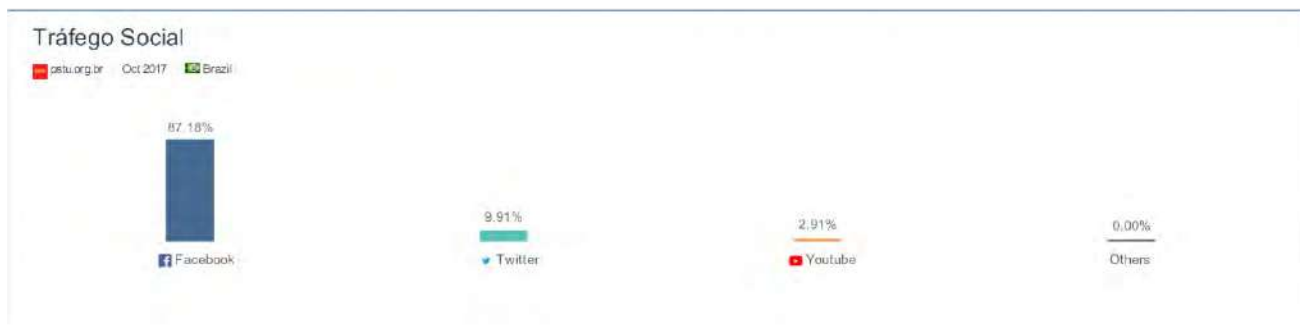 Tráfego Social
pstu.org.br Oct 2017 Brazil
87.18%
9.91%
2.91%
0.00%
Facebook
Twitter
Youtube
Others